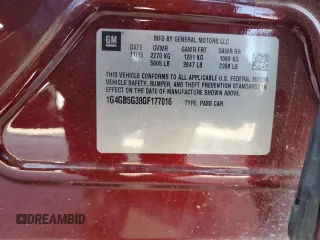 GM
MFD BY GENERAL MOTORS LLC
DATE GVWR GAWR FRT GAWR RR
11/15 2270 KG 1201 KG 1069 KG
5005 LB 2647 LB 2358 LB
THIS VEHICLE CONFORMS TO ALL APPLICABLE U.S.
FEDERAL MOTOR VEHICLE SAFETY, BUMPER, AND THEFT PREVENTION STANDARDS
IN EFFECT ON THE DATE OF MANUFACTURE SHOWN ABOVE.
1G4GB5G38GF177016 TYPE: PASS CAR
DREAMBID